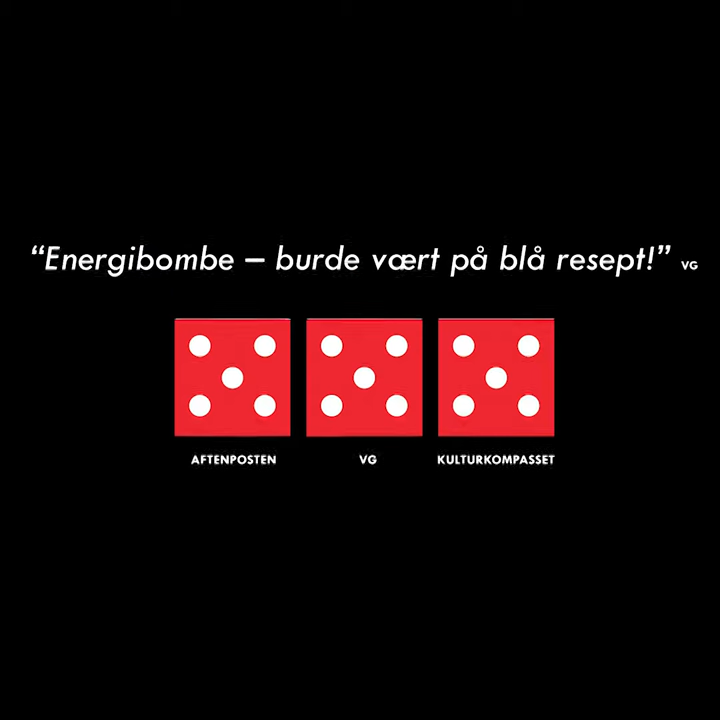 “Energibombe – burde vært på blå resept!” VG
AFTENPOSTEN VG KULTURKOMPASSET